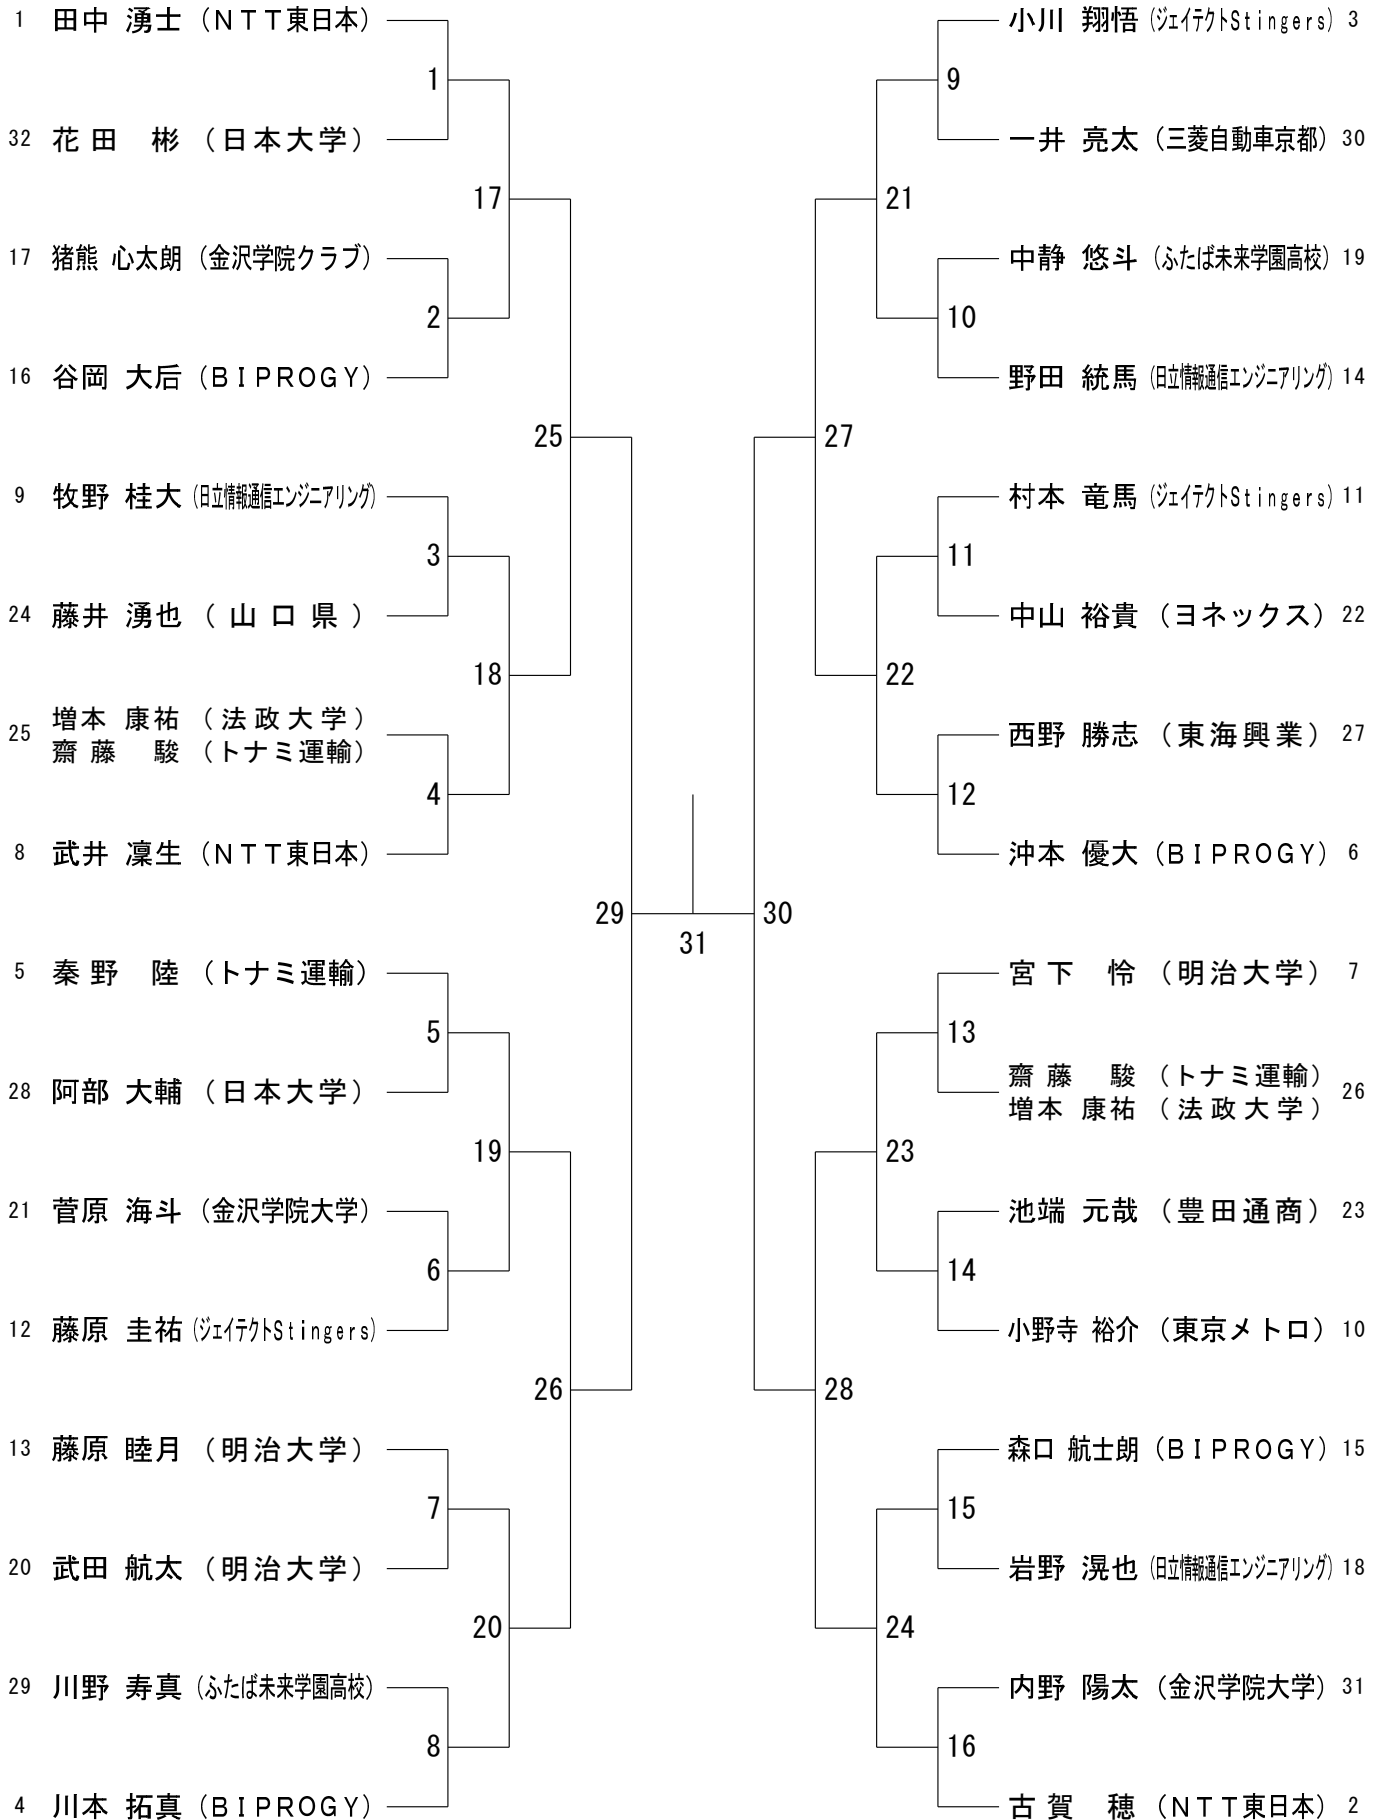 1 田中 湧士 (NTT東日本)
1
32 花田 彬 (日本大学)
17
17 猪熊 心太朗 (金沢学院クラブ)
2
16 谷岡 大后 (BIPROGY)
25
9 牧野 桂大 (日立情報通信エンジニアリング)
3
24 藤井 湧也 (山口県)
18
25 増本 康祐 (法政大学)
齋藤 駿 (トナミ運輸)
4
8 武井 凜生 (NTT東日本)
29
5 秦野 陸 (トナミ運輸)
5
28 阿部 大輔 (日本大学)
19
21 菅原 海斗 (金沢学院大学)
6
12 藤原 圭祐 (ジェイテクトStingers)
26
13 藤原 睦月 (明治大学)
7
20 武田 航太 (明治大学)
20
29 川野 寿真 (ふたば未来学園高校)
8
4 川本 拓真 (BIPROGY)
31
小川 翔悟 (ジェイテクトStingers) 3
9
一井 亮太 (三菱自動車京都) 30
21
中静 悠斗 (ふたば未来学園高校) 19
10
野田 統馬 (日立情報通信エンジニアリング) 14
27
村本 竜馬 (ジェイテクトStingers) 11
11
中山 裕貴 (ヨネックス) 22
22
西野 勝志 (東海興業) 27
12
沖本 優大 (BIPROGY) 6
30
宮下 怜 (明治大学) 7
13
齋藤 駿 (トナミ運輸) 26
増本 康祐 (法政大学)
23
池端 元哉 (豊田通商) 23
14
小野寺 裕介 (東京メトロ) 10
28
森口 航士朗 (BIPROGY) 15
15
岩野 滉也 (日立情報通信エンジニアリング) 18
24
内野 陽太 (金沢学院大学) 31
16
古賀 穂 (NTT東日本) 2